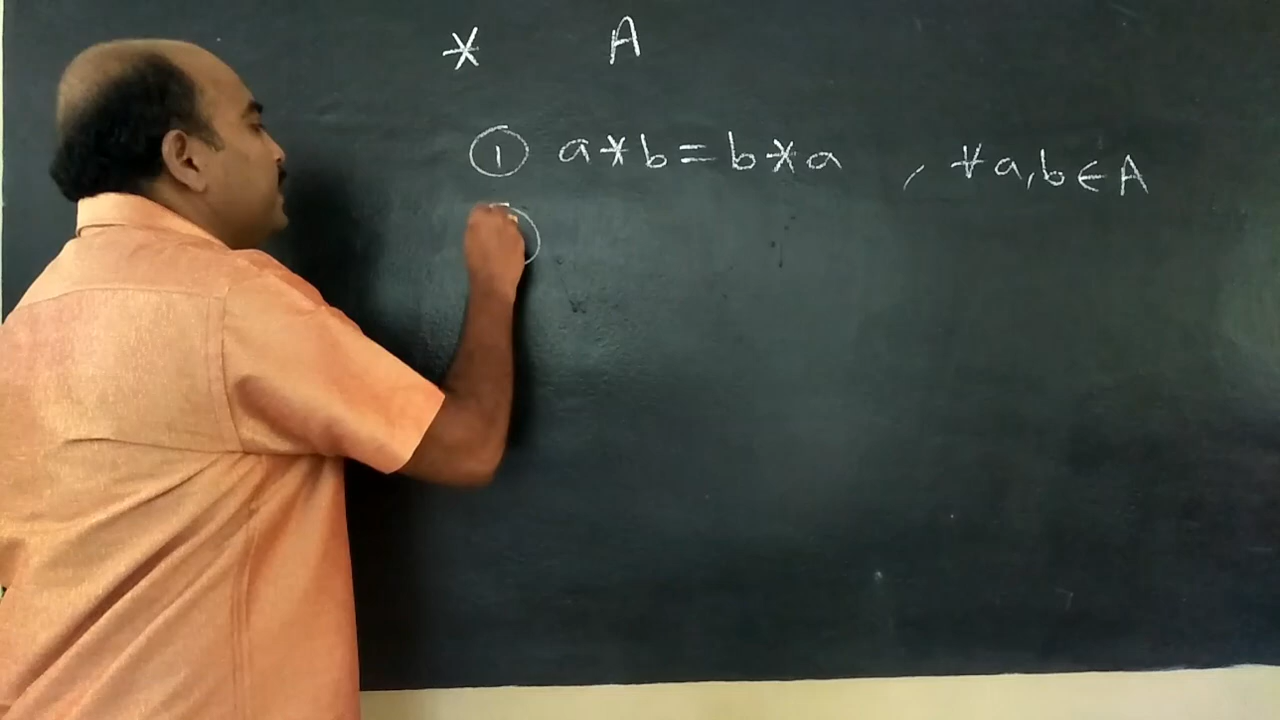 * A
① a * b = b * a , ∀ a, b ∈ A